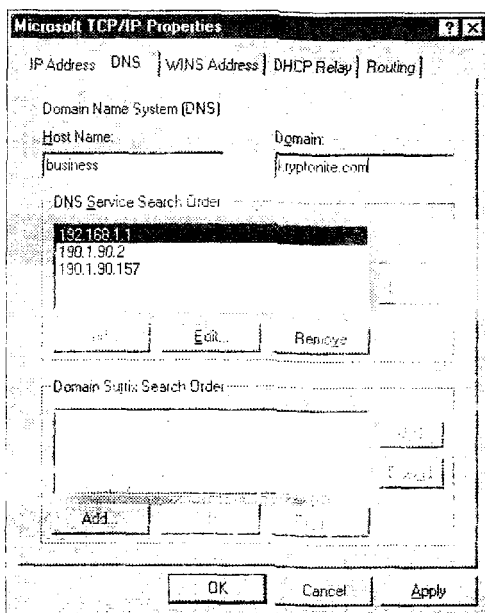 Microsoft TCP/IP Properties
IP Address DNS WINS Address DHCP Relay Routing
Domain Name System (DNS)
Host Name: Domain:
business kryptonite.com
DNS Service Search Order
192.168.1.1
190.1.90.2
190.1.90.157
Edit... Remove
Domain Suffix Search Order
Add...
OK Cancel Apply